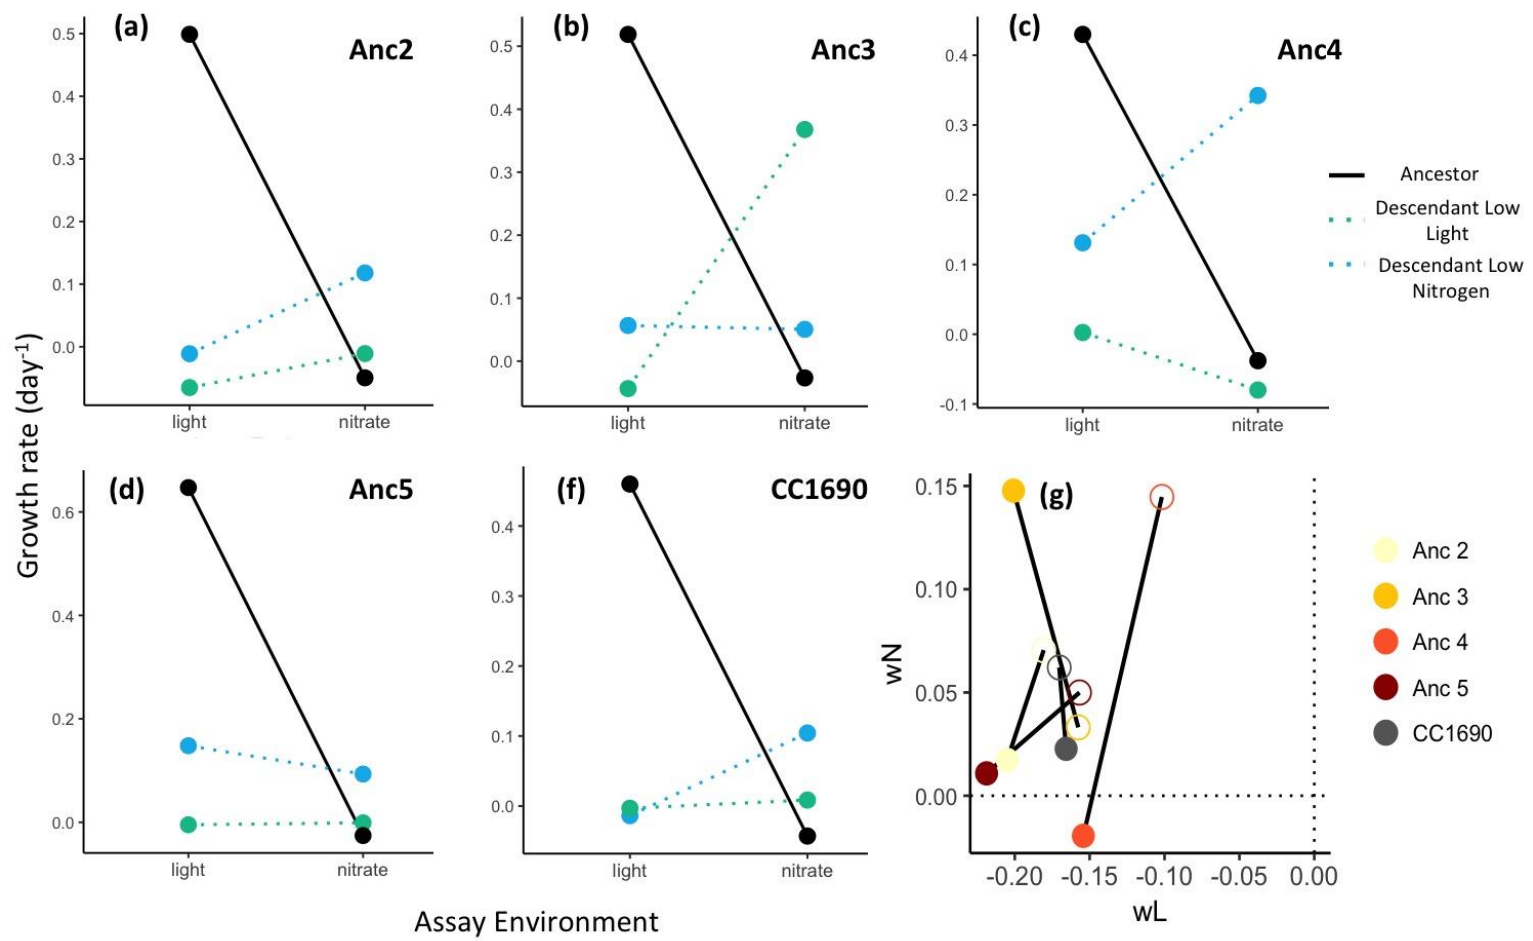 (a)
Anc2
0.5
0.4
0.3
0.2
0.1
0.0
light
nitrate
(b)
Anc3
0.5
0.4
0.3
0.2
0.1
0.0
light
nitrate
(c)
Anc4
0.4
0.3
0.2
0.1
0.0
-0.1
light
nitrate
Ancestor
Descendant Low
Light
Descendant Low
Nitrogen
Growth rate (day-1)
(d)
Anc5
0.6
0.4
0.2
0.0
light
nitrate
(f)
CC1690
0.4
0.3
0.2
0.1
0.0
light
nitrate
(g)
0.15
0.10
0.05
0.00
wN
-0.20 -0.15 -0.10 -0.05 0.00
wL
Anc 2
Anc 3
Anc 4
Anc 5
CC1690
Assay Environment